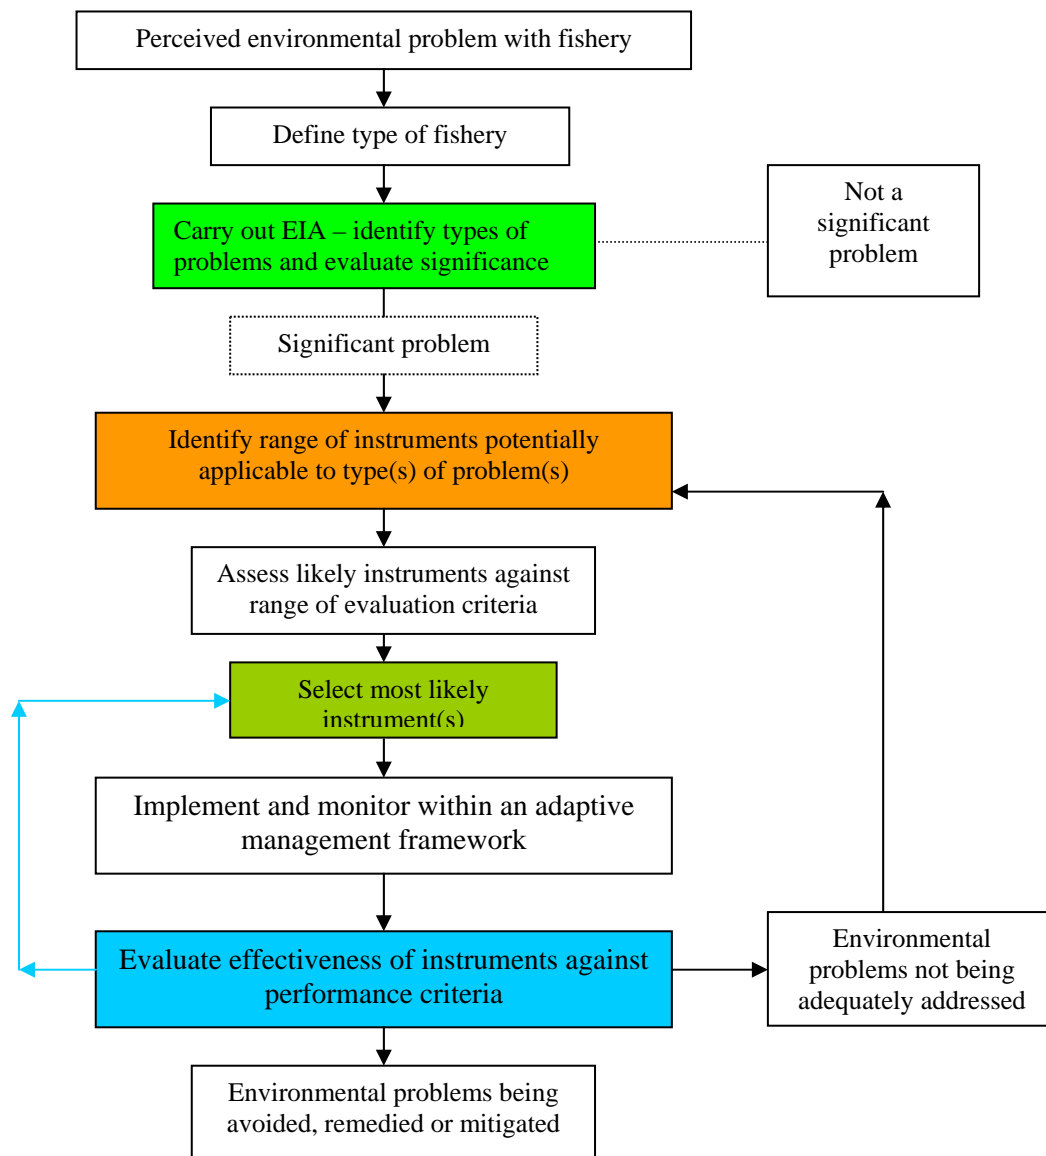 Perceived environmental problem with fishery
Define type of fishery
Carry out EIA – identify types of
problems and evaluate significance
Not a
significant
problem
Significant problem
Identify range of instruments potentially
applicable to type(s) of problem(s)
Assess likely instruments against
range of evaluation criteria
Select most likely
instrument(s)
Implement and monitor within an adaptive
management framework
Evaluate effectiveness of instruments against
performance criteria
Environmental
problems not being
adequately addressed
Environmental problems being
avoided, remedied or mitigated